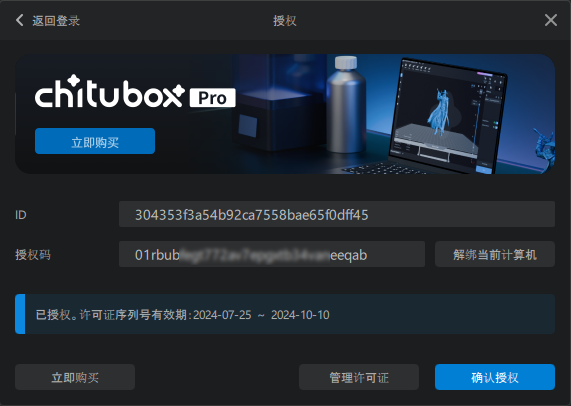 返回登录
授权
chitubox Pro
立即购买
ID 304353f3a54b92ca7558bae65f0dff45
授权码 01rbub eeqab 解绑当前计算机
已授权。许可证序列号有效期:2024-07-25 ~ 2024-10-10
立即购买 管理许可证 确认授权